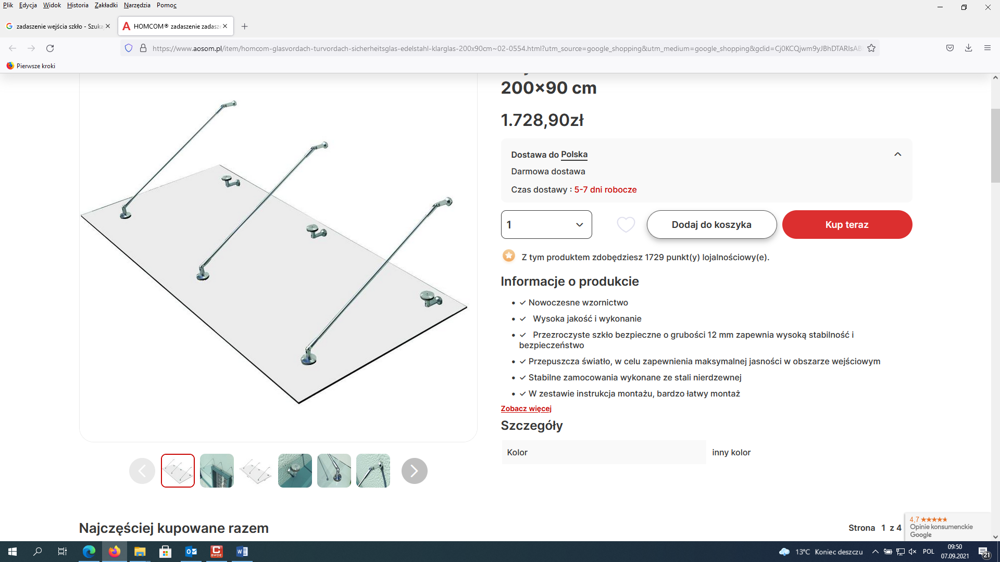 Plik Edycja Widok Historia Zakładki Narzędzia Pomoc
zadaszenie wejścia szkło - Szuka
HOMCOM® zadaszenie zadasze
https://www.aosom.pl/item/homcom-glasvordach-turvordach-sicherheitsglas-edelstahl-klarglas-200x90cm~02-0554.html?utm_source=google_shopping&utm_medium=google_shopping&gclid=Cj0KCQjwm9yJBhDTARIsAB
Pierwsze kroki
200×90 cm
1.728,90zł
Dostawa do Polska
Darmowa dostawa
Czas dostawy : 5-7 dni robocze
1
Dodaj do koszyka
Kup teraz
Z tym produktem zdobędziesz 1729 punkt(y) lojalnościowy(e).
Informacje o produkcie
• ✓ Nowoczesne wzornictwo
• ✓ Wysoka jakość i wykonanie
• ✓ Przezroczyste szkło bezpieczne o grubości 12 mm zapewnia wysoką stabilność i
bezpieczeństwo
• ✓ Przepuszcza światło, w celu zapewnienia maksymalnej jasności w obszarze wejściowym
• ✓ Stabilne zamocowania wykonane ze stali nierdzewnej
• ✓ W zestawie instrukcja montażu, bardzo łatwy montaż
Zobacz więcej
Szczegóły
Kolor inny kolor
Najczęściej kupowane razem
Strona 1 z 4
4,7 ★★★★★
Opinie konsumenckie
Google
13°C Koniec deszczu
POL
09:50
07.09.2021
21